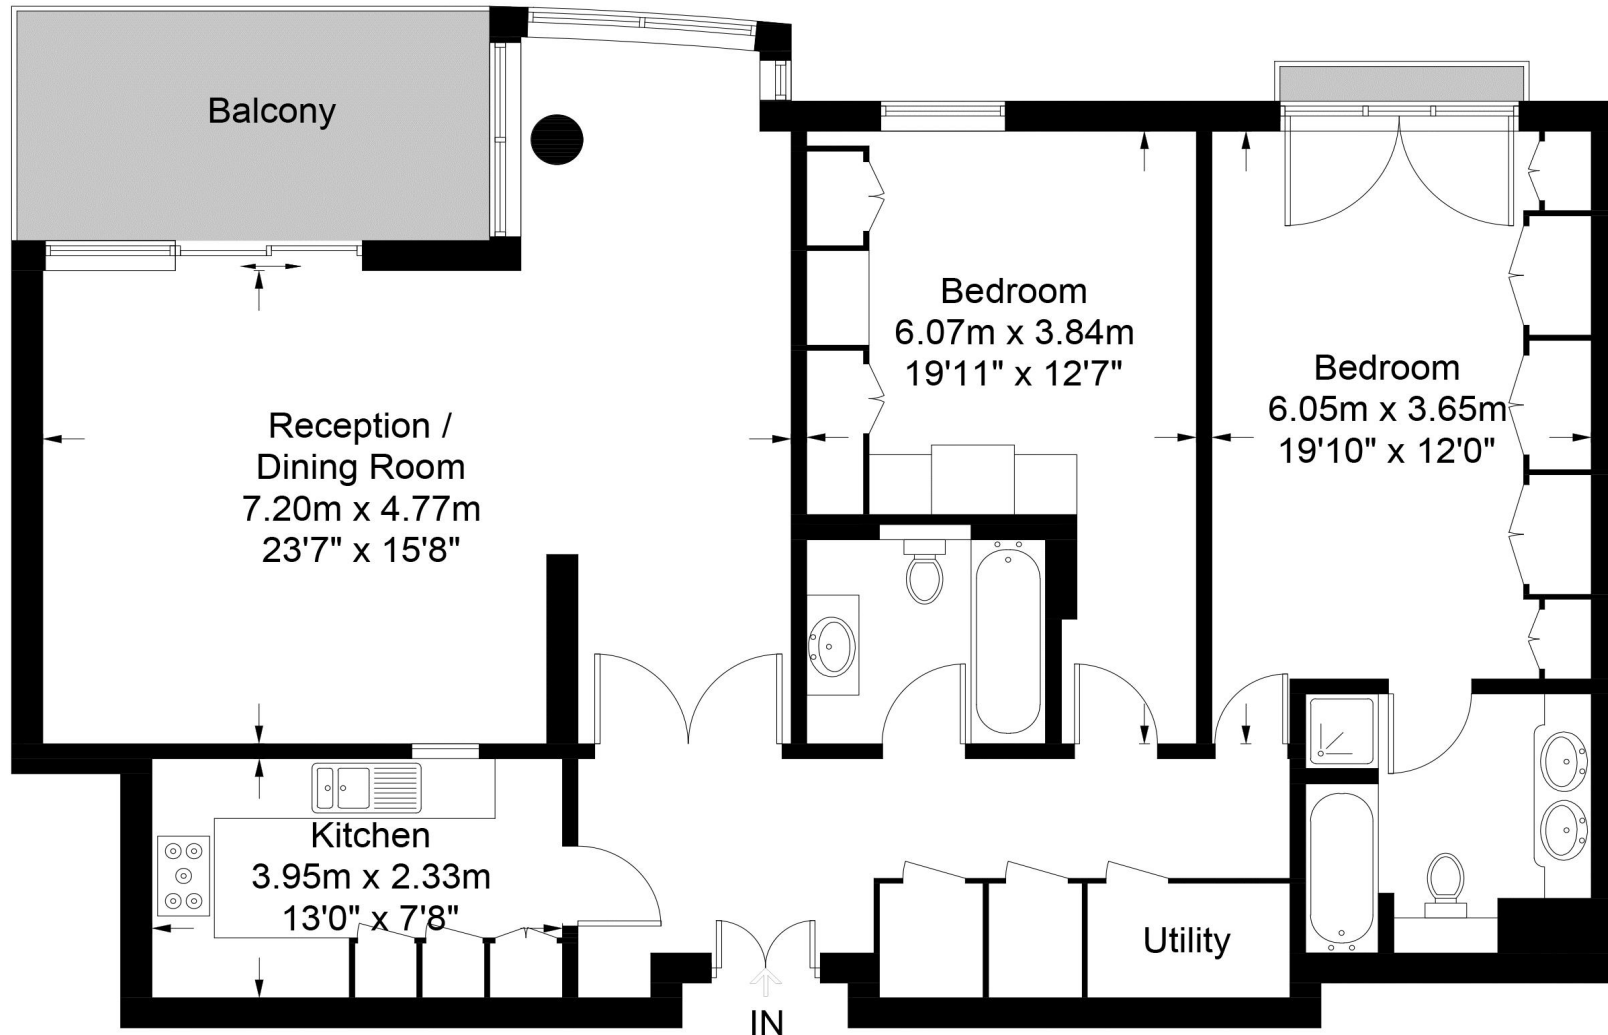 Balcony
Bedroom
6.07m x 3.84m
19'11" x 12'7"
Bedroom
6.05m x 3.65m
19'10" x 12'0"
Reception /
Dining Room
7.20m x 4.77m
23'7" x 15'8"
Kitchen
3.95m x 2.33m
13'0" x 7'8"
Utility
IN